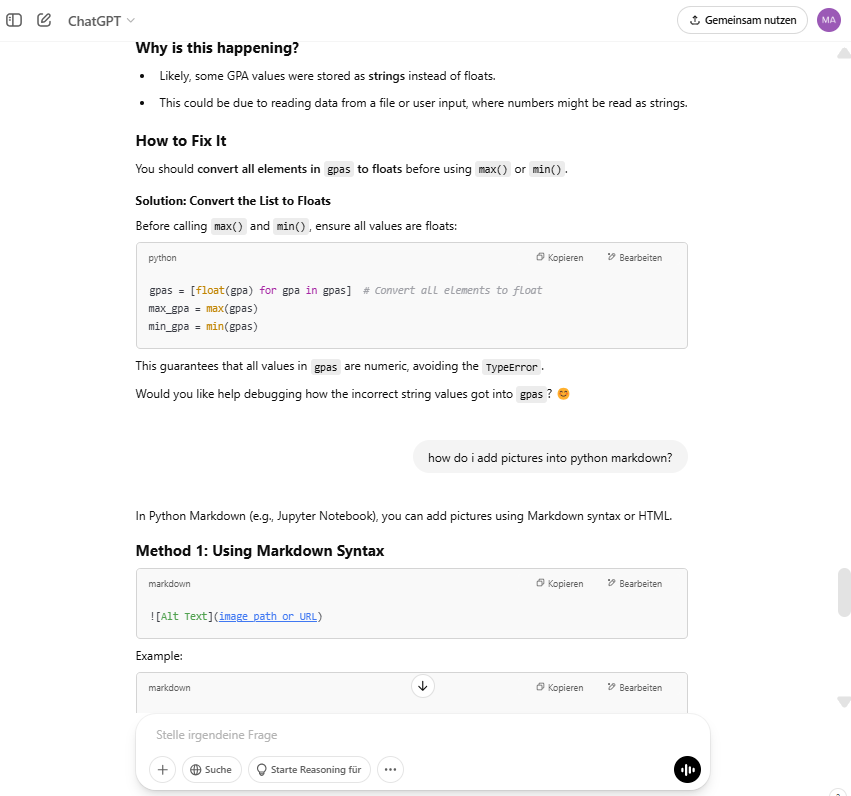 ChatGPT
Gemeinsam nutzen
MA
Why is this happening?
Likely, some GPA values were stored as strings instead of floats.
This could be due to reading data from a file or user input, where numbers might be read as strings.
How to Fix It
You should convert all elements in gpas to floats before using max() or min().
Solution: Convert the List to Floats
Before calling max() and min(), ensure all values are floats:
python
Kopieren
Bearbeiten
gpas = [float(gpa) for gpa in gpas]  # Convert all elements to float
max_gpa = max(gpas)
min_gpa = min(gpas)
This guarantees that all values in gpas are numeric, avoiding the TypeError.
Would you like help debugging how the incorrect string values got into gpas? 😊
how do i add pictures into python markdown?
In Python Markdown (e.g., Jupyter Notebook), you can add pictures using Markdown syntax or HTML.
Method 1: Using Markdown Syntax
markdown
Kopieren
Bearbeiten
![Alt Text](image path or URL)
Example:
markdown
Kopieren
Bearbeiten
Stelle irgendeine Frage
Suche
Starte Reasoning für